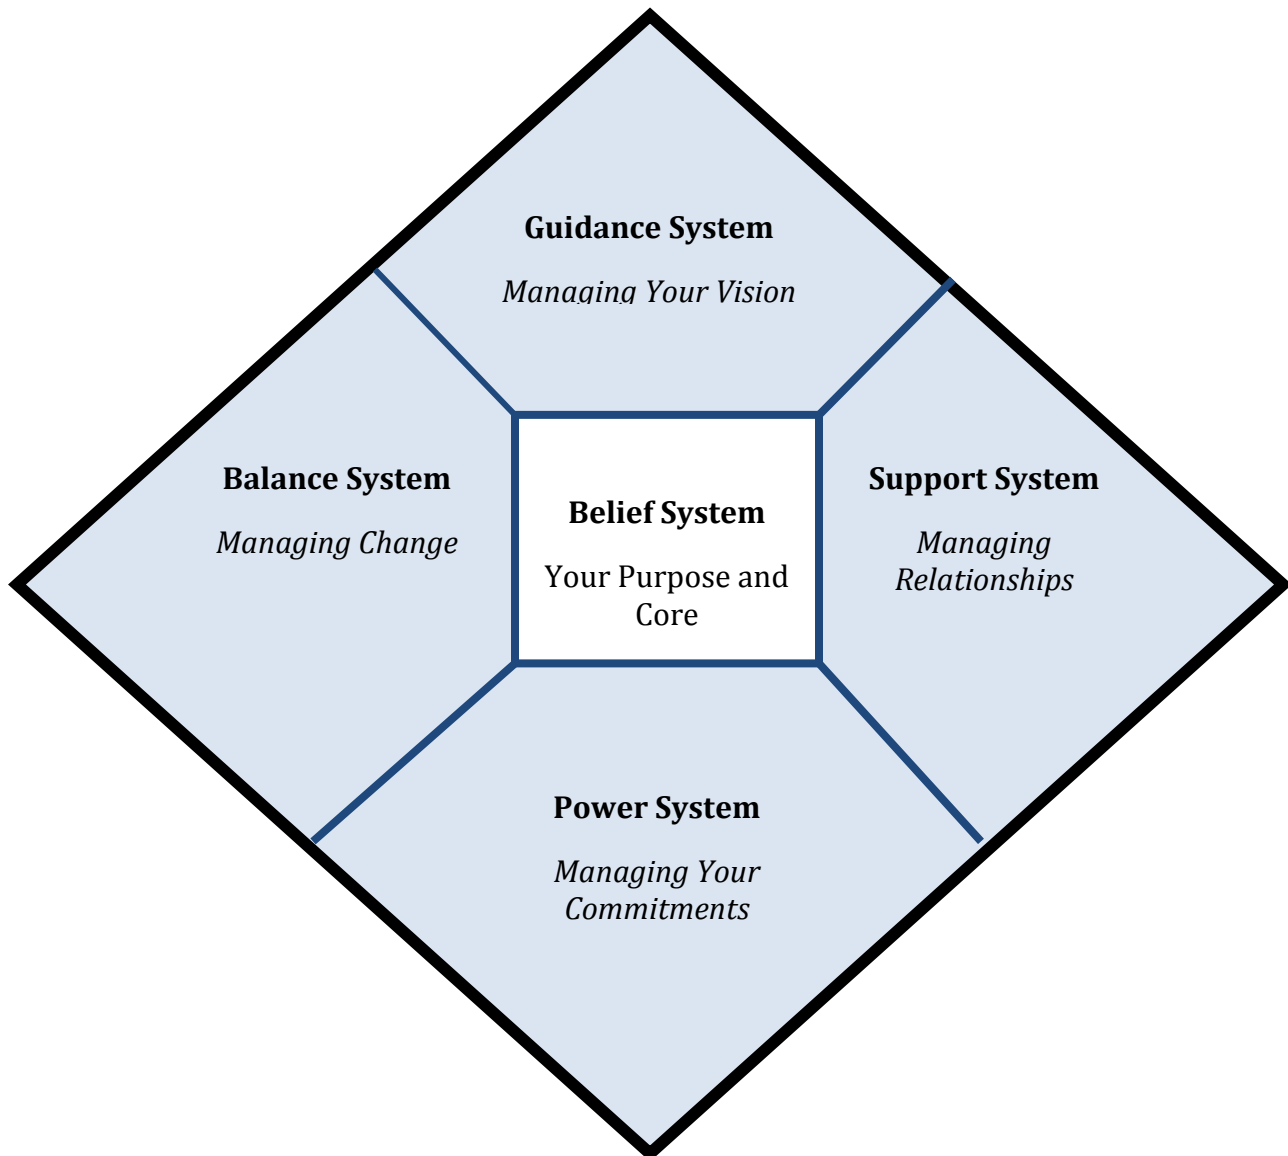 Guidance System
Managing Your Vision
Balance System
Managing Change
Belief System
Your Purpose and
Core
Support System
Managing
Relationships
Power System
Managing Your
Commitments